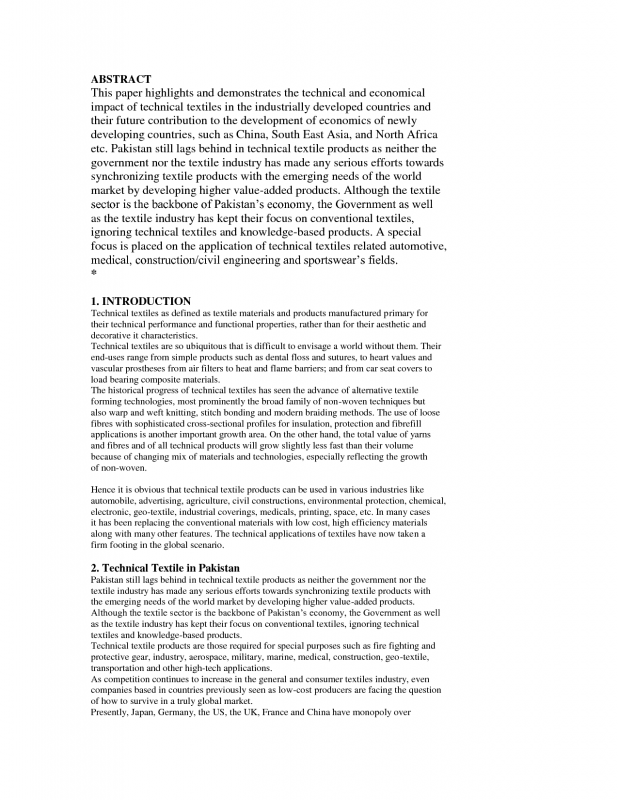 ABSTRACT
This paper highlights and demonstrates the technical and economical
impact of technical textiles in the industrially developed countries and
their future contribution to the development of economics of newly
developing countries, such as China, South East Asia, and North Africa
etc. Pakistan still lags behind in technical textile products as neither the
government nor the textile industry has made any serious efforts towards
synchronizing textile products with the emerging needs of the world
market by developing higher value-added products. Although the textile
sector is the backbone of Pakistan's economy, the Government as well
as the textile industry has kept their focus on conventional textiles,
ignoring technical textiles and knowledge-based products. A special
focus is placed on the application of technical textiles related automotive,
medical, construction/civil engineering and sportswear's fields.
*
1. INTRODUCTION
Technical textiles as defined as textile materials and products manufactured primary for
their technical performance and functional properties, rather than for their aesthetic and
decorative it characteristics.
Technical textiles are so ubiquitous that is difficult to envisage a world without them. Their
end-uses range from simple products such as dental floss and sutures, to heart values and
vascular prostheses from air filters to heat and flame barriers; and from car seat covers to
load bearing composite materials.
The historical progress of technical textiles has seen the advance of alternative textile
forming technologies, most prominently the broad family of non-woven techniques but
also warp and weft knitting, stitch bonding and modern braiding methods. The use of loose
fibres with sophisticated cross-sectional profiles for insulation, protection and fibrefill
applications is another important growth area. On the other hand, the total value of yarns
and fibres and of all technical products will grow slightly less fast than their volume
because of changing mix of materials and technologies, especially reflecting the growth
of non-woven.
Hence it is obvious that technical textile products can be used in various industries like
automobile, advertising, agriculture, civil constructions, environmental protection, chemical,
electronic, geo-textile, industrial coverings, medicals, printing, space, etc. In many cases
it has been replacing the conventional materials with low cost, high efficiency materials
along with many other features. The technical applications of textiles have now taken a
firm footing in the global scenario.
2. Technical Textile in Pakistan
Pakistan still lags behind in technical textile products as neither the government nor the
textile industry has made any serious efforts towards synchronizing textile products with
the emerging needs of the world market by developing higher value-added products.
Although the textile sector is the backbone of Pakistan's economy, the Government as well
as the textile industry has kept their focus on conventional textiles, ignoring technical
textiles and knowledge-based products.
Technical textile products are those required for special purposes such as fire fighting and
protective gear, industry, aerospace, military, marine, medical, construction, geo-textile,
transportation and other high-tech applications.
As competition continues to increase in the general and consumer textiles industry, even
companies based in countries previously seen as low-cost producers are facing the question
of how to survive in a truly global market.
Presently, Japan, Germany, the US, the UK, France and China have monopoly over